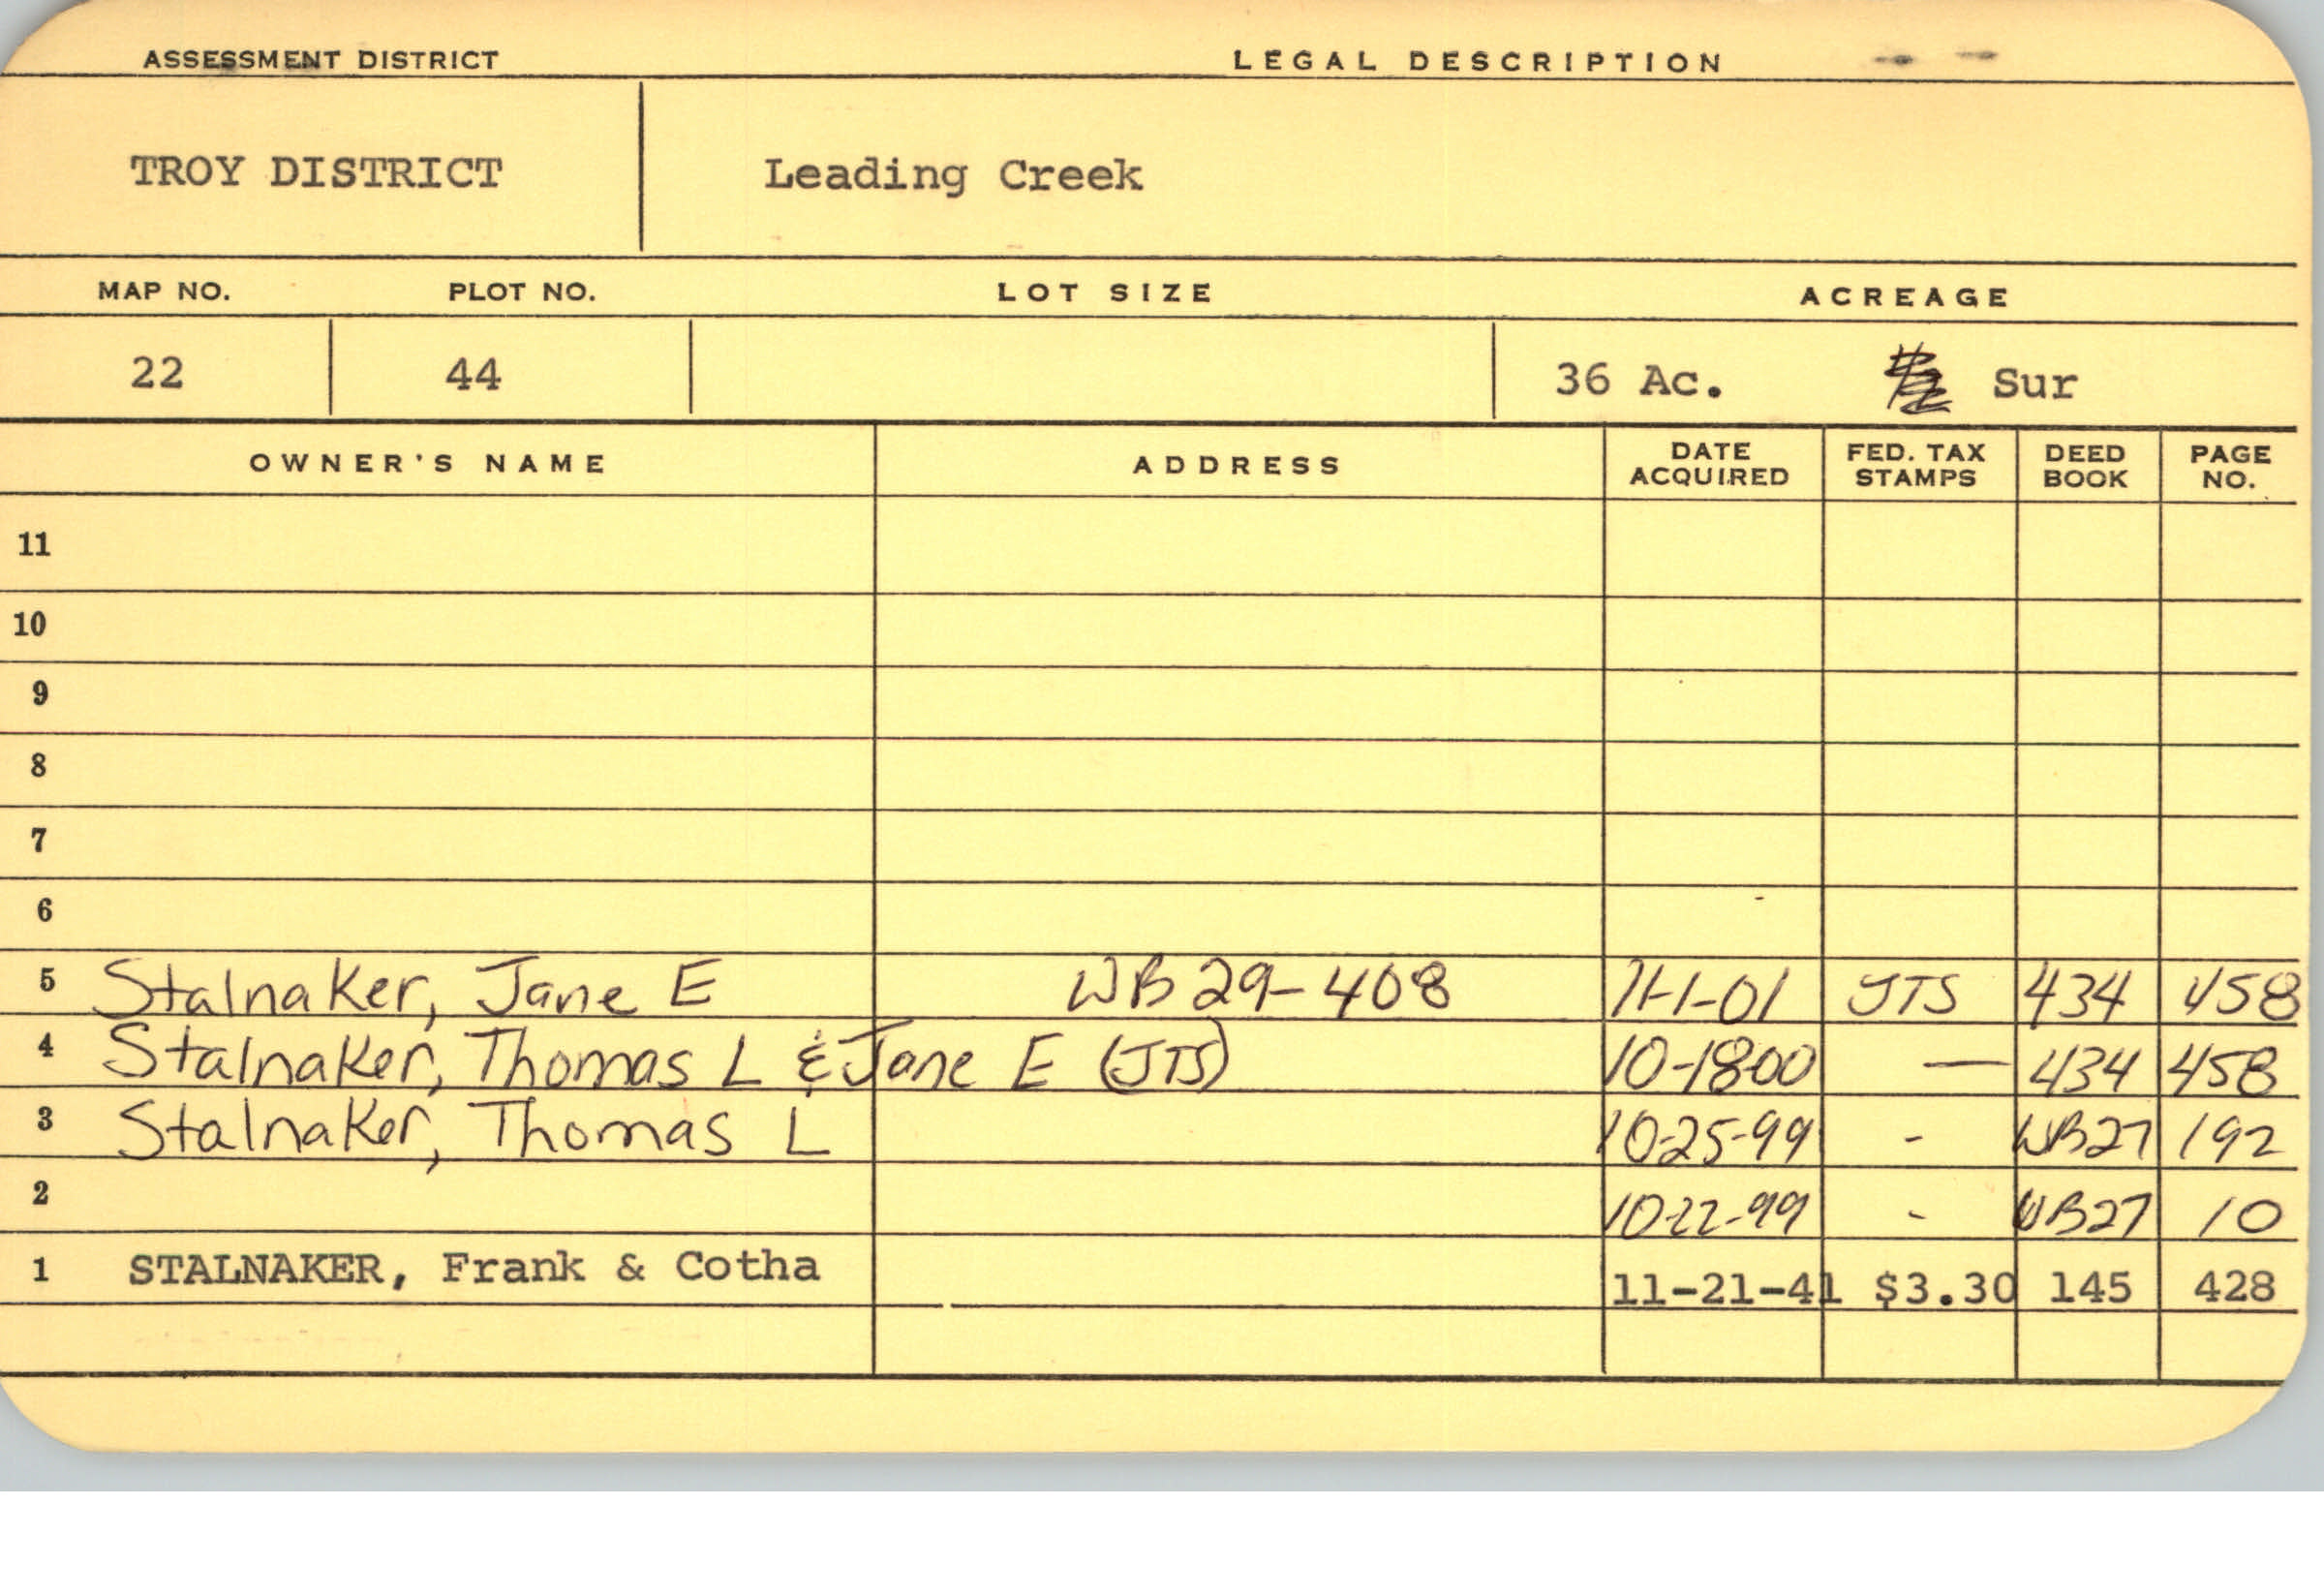 ASSESSMENT DISTRICT LEGAL DESCRIPTION
TROY DISTRICT Leading Creek
MAP NO. PLOT NO. LOT SIZE ACREAGE
22 44 36 Ac. Sur
OWNER'S NAME ADDRESS DATE ACQUIRED FED. TAX STAMPS DEED BOOK PAGE NO.
11
10
9
8
7
6
5 Stalnaker, Jane E WB 29-408 11-1-01 JTS 434 458
4 Stalnaker, Thomas L & Jane E (JTS) 10-18-00 — 434 458
3 Stalnaker, Thomas L 10-25-99 - WB27 192
2 10-22-99 - WB27 10
1 STALNAKER, Frank & Cotha 11-21-41 $3.30 145 428